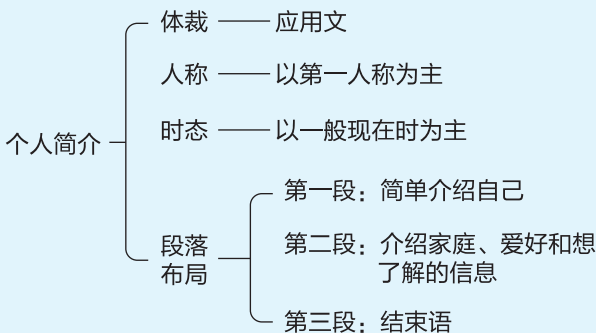 个人简介
体裁
应用文
人称
以第一人称为主
时态
以一般现在时为主
段落
布局
第一段：简单介绍自己
第二段：介绍家庭、爱好和想
了解的信息
第三段：结束语